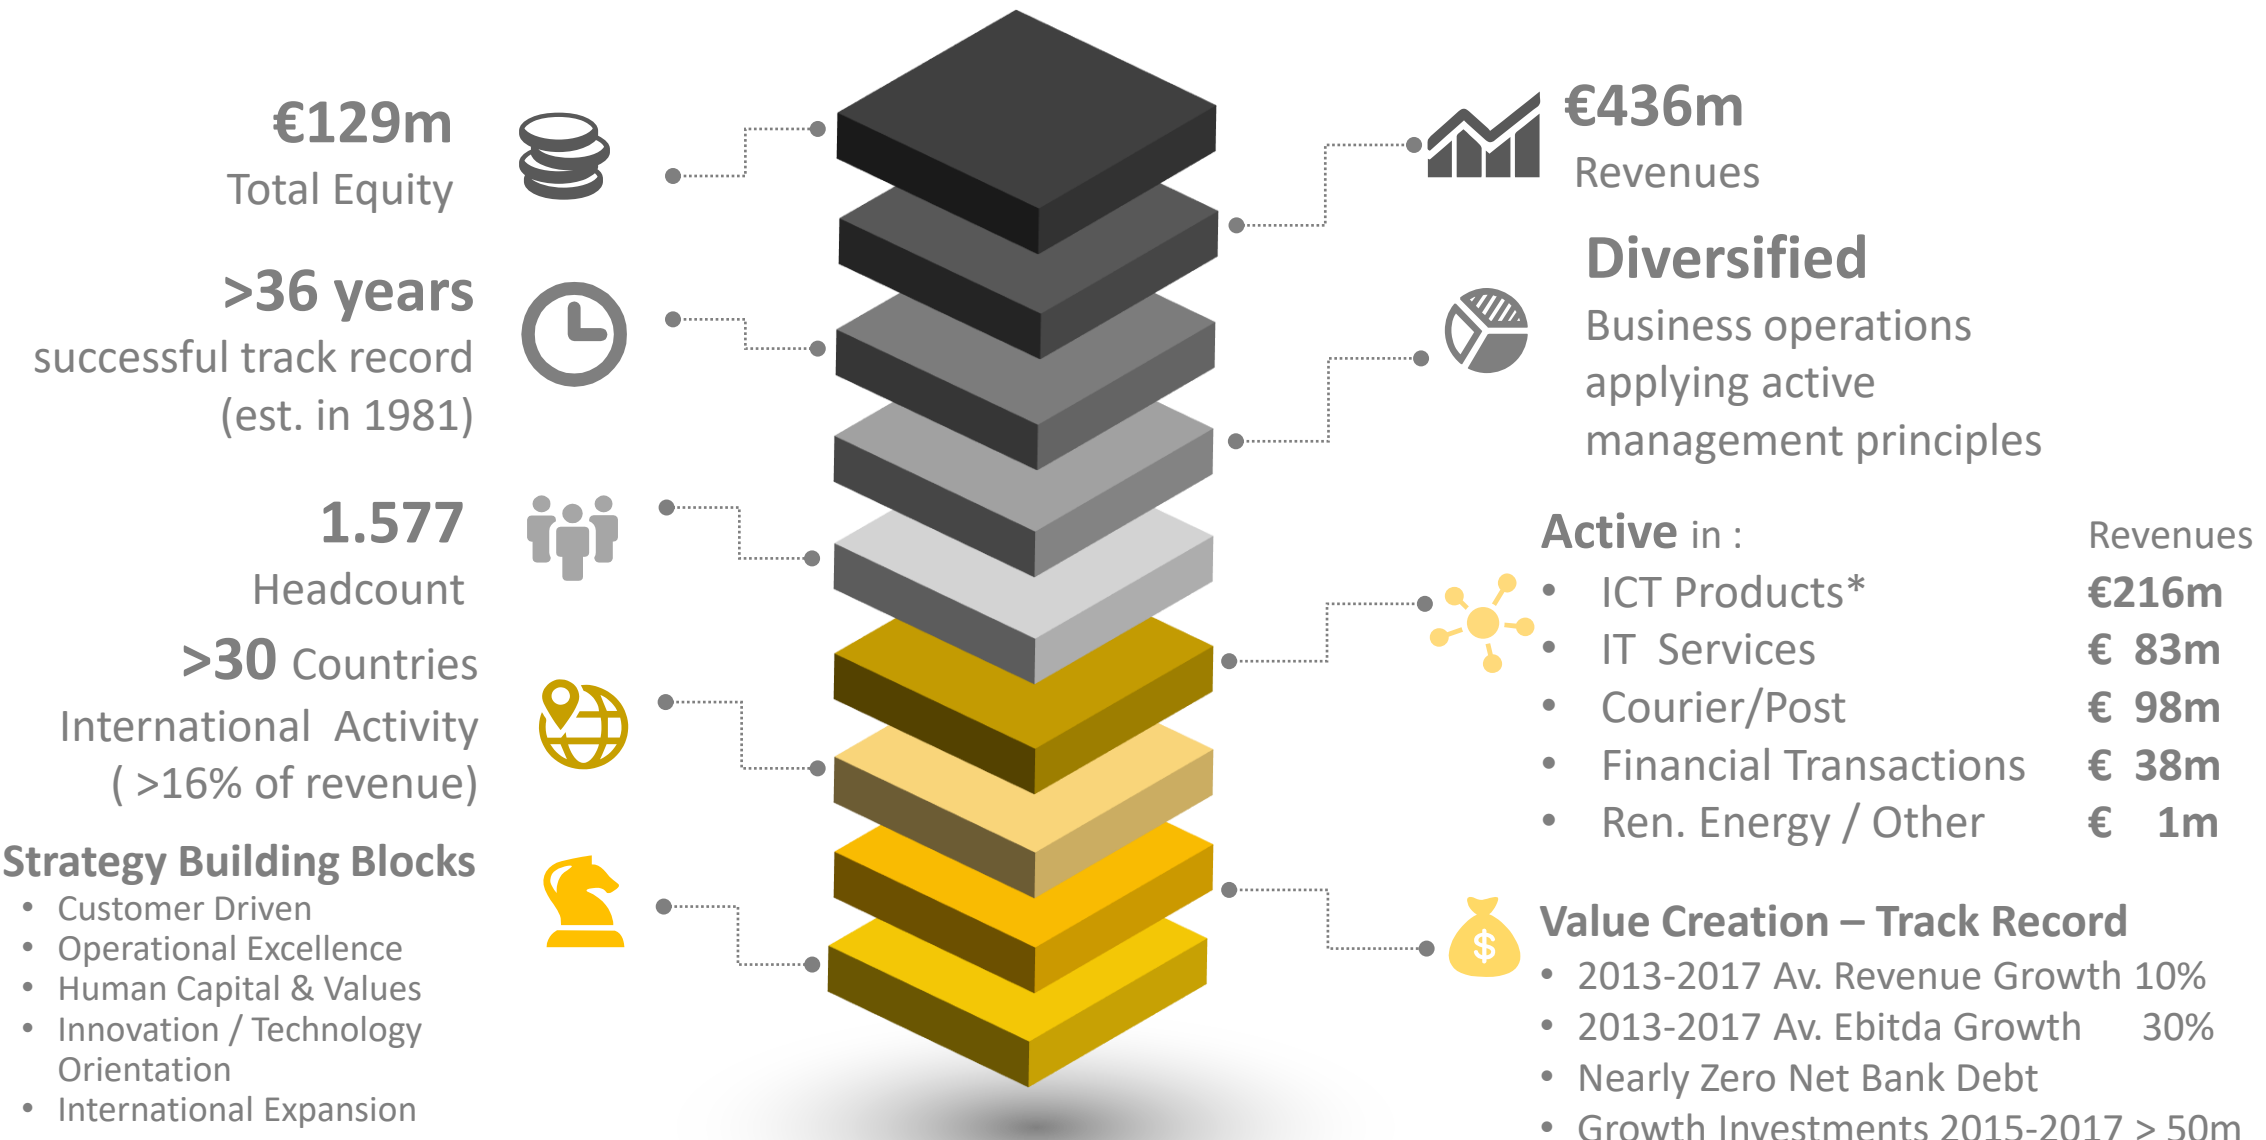 €129m
Total Equity
>36 years
successful track record
(est. in 1981)
1.577
Headcount
>30 Countries
International Activity
( >16% of revenue)
Strategy Building Blocks
• Customer Driven
• Operational Excellence
• Human Capital & Values
• Innovation / Technology
Orientation
• International Expansion
€436m
Revenues
Diversified
Business operations
applying active
management principles
Active in : Revenues
• ICT Products* €216m
• IT Services € 83m
• Courier/Post € 98m
• Financial Transactions € 38m
• Ren. Energy / Other € 1m
$
Value Creation – Track Record
• 2013-2017 Av. Revenue Growth 10%
• 2013-2017 Av. Ebitda Growth 30%
• Nearly Zero Net Bank Debt
• Growth Investments 2015-2017 > 50m